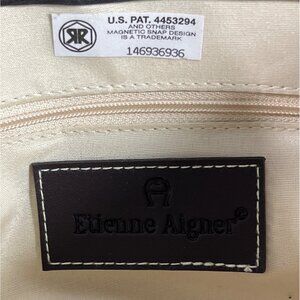 U.S. PAT. 4453294
AND OTHERS
MAGNETIC SNAP DESIGN
IS A TRADEMARK
146936936
Etienne Aigner®